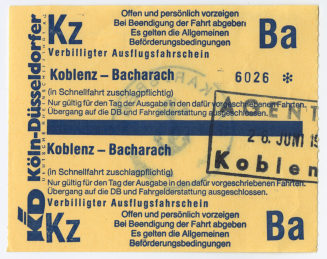 Offen und persönlich vorzeigen
Bei Beendigung der Fahrt abgeben
Es gelten die Allgemeinen
Beförderungsbedingungen
Kz
Ba
Verbilligter Ausflugsfahrschein
Koblenz – Bacharach
6026 *
(in Schnellfahrt zuschlagpflichtig)
Nur gültig für den Tag der Ausgabe in den dafür vorgeschriebenen Fahrten.
Übergang auf die DB und Fahrgelderstattung ausgeschlossen.
AGENT
26. JUNI 19
Koblen
Koblenz – Bacharach
(in Schnellfahrt zuschlagpflichtig)
Nur gültig für den Tag der Ausgabe in den dafür vorgeschriebenen Fahrten.
Übergang auf die DB und Fahrgelderstattung ausgeschlossen.
Verbilligter Ausflugsfahrschein
Kz
Ba
Offen und persönlich vorzeigen
Bei Beendigung der Fahrt abgeben
Es gelten die Allgemeinen
Beförderungsbedingungen
KD Köln-Düsseldorfer